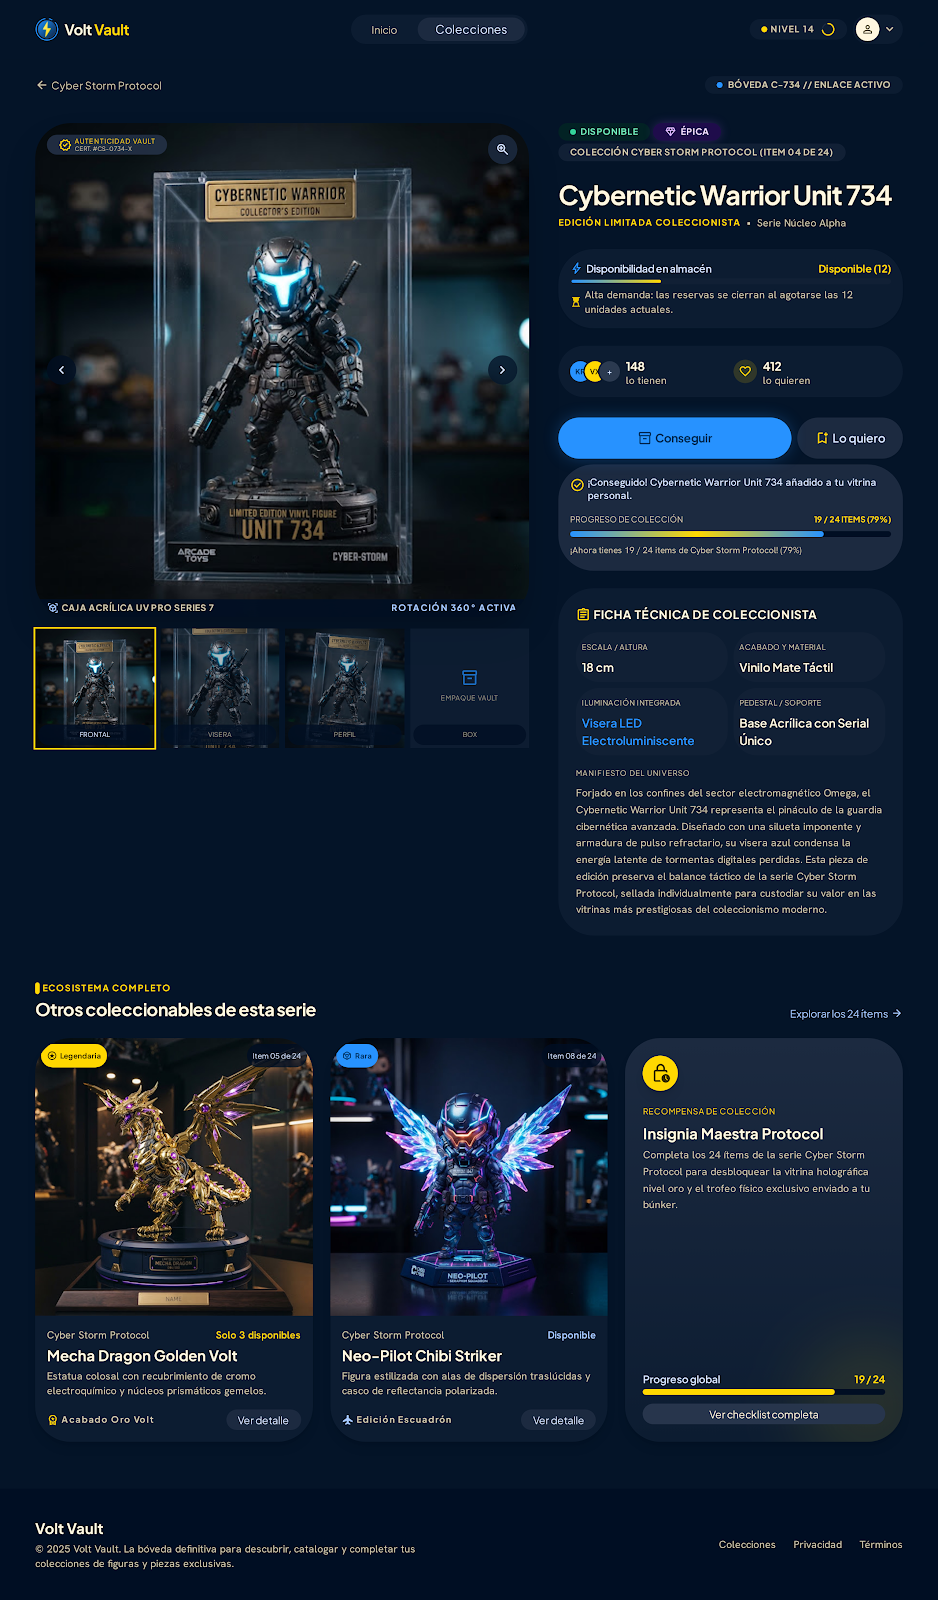 Volt Vault
Inicio
Colecciones
NIVEL 14
Cyber Storm Protocol
BÓVEDA C-734 // ENLACE ACTIVO
AUTENTICIDAD VAULT
CERT. #CS-0734-X
CYBERNETIC WARRIOR
COLLECTOR'S EDITION
LIMITED EDITION VINYL FIGURE
UNIT 734
ARCADE
TOYS
CYBER-STORM
CAJA ACRÍLICA UV PRO SERIES 7
ROTACIÓN 360° ACTIVA
FRONTAL
VISERA
PERFIL
EMPAQUE VAULT
BOX
DISPONIBLE
ÉPICA
COLECCIÓN CYBER STORM PROTOCOL (ITEM 04 DE 24)
Cybernetic Warrior Unit 734
EDICIÓN LIMITADA COLECCIONISTA • Serie Núcleo Alpha
Disponibilidad en almacén
Disponible (12)
Alta demanda: las reservas se cierran al agotarse las 12
unidades actuales.
+
148
lo tienen
412
lo quieren
Conseguir
Lo quiero
¡Conseguido! Cybernetic Warrior Unit 734 añadido a tu vitrina
personal.
PROGRESO DE COLECCIÓN
19 / 24 ITEMS (79%)
¡Ahora tienes 19 / 24 items de Cyber Storm Protocol! (79%)
FICHA TÉCNICA DE COLECCIONISTA
ESCALA / ALTURA
18 cm
ACABADO Y MATERIAL
Vinilo Mate Táctil
ILUMINACIÓN INTEGRADA
Visera LED
Electroluminiscente
PEDESTAL / SOPORTE
Base Acrílica con Serial
Único
MANIFIESTO DEL UNIVERSO
Forjado en los confines del sector electromagnético Omega, el
Cybernetic Warrior Unit 734 representa el pináculo de la guardia
cibernética avanzada. Diseñado con una silueta imponente y
armadura de pulso refractario, su visera azul condensa la
energía latente de tormentas digitales perdidas. Esta pieza de
edición preserva el balance táctico de la serie Cyber Storm
Protocol, sellada individualmente para custodiar su valor en las
vitrinas más prestigiosas del coleccionismo moderno.
ECOSISTEMA COMPLETO
Otros coleccionables de esta serie
Explorar los 24 ítems
Legendaria
Item 05 de 24
MECHA DRAGON
NAME
Cyber Storm Protocol
Solo 3 disponibles
Mecha Dragon Golden Volt
Estatua colosal con recubrimiento de cromo
electroquímico y núcleos prismáticos gemelos.
Acabado Oro Volt
Ver detalle
Rara
Item 08 de 24
NEO-PILOT
Cyber Storm Protocol
Disponible
Neo-Pilot Chibi Striker
Figura estilizada con alas de dispersión traslúcidas y
casco de reflectancia polarizada.
Edición Escuadrón
Ver detalle
RECOMPENSA DE COLECCIÓN
Insignia Maestra Protocol
Completa los 24 ítems de la serie Cyber Storm
Protocol para desbloquear la vitrina holográfica
nivel oro y el trofeo físico exclusivo enviado a tu
búnker.
Progreso global
19 / 24
Ver checklist completa
Volt Vault
© 2025 Volt Vault. La bóveda definitiva para descubrir, catalogar y completar tus
colecciones de figuras y piezas exclusivas.
Colecciones
Privacidad
Términos